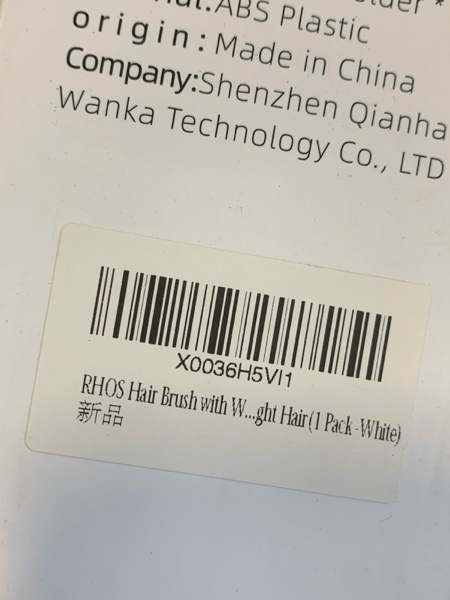 ABS Plastic
origin: Made in China
Company:Shenzhen Qianha
Wanka Technology Co., LTD
X0036H5VI1
RHOS Hair Brush with W...ght Hair(1 Pack -White)
新品